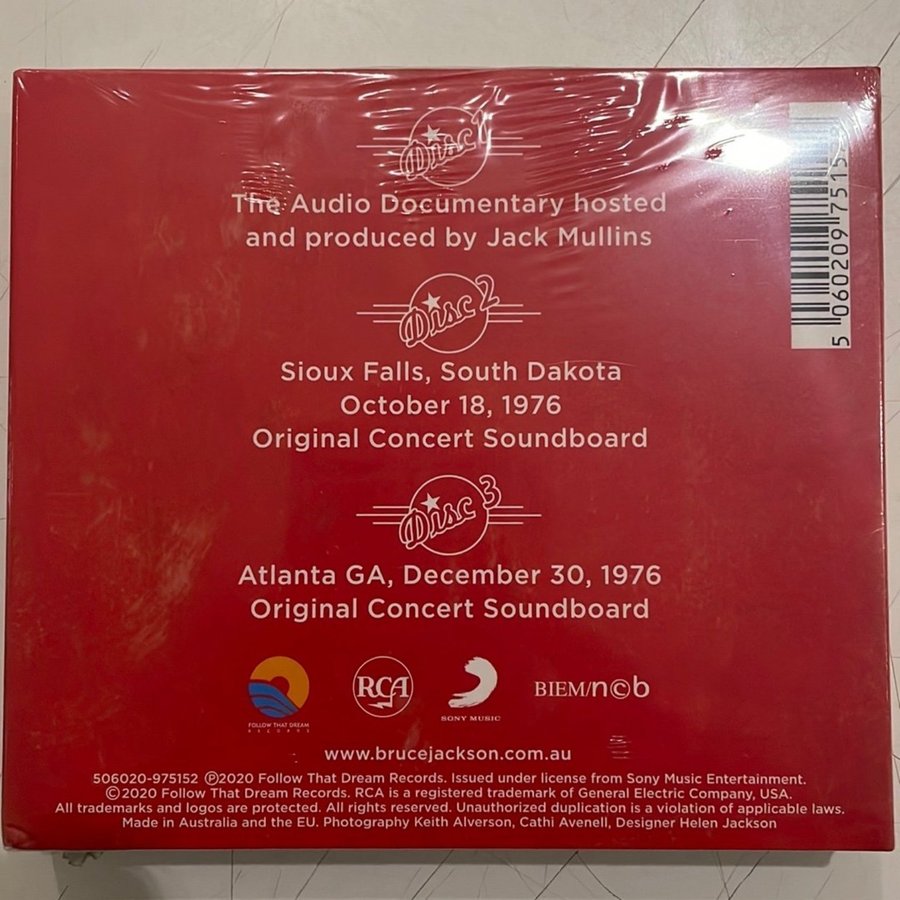 Disc 1
The Audio Documentary hosted
and produced by Jack Mullins
Disc 2
Sioux Falls, South Dakota
October 18, 1976
Original Concert Soundboard
Disc 3
Atlanta GA, December 30, 1976
Original Concert Soundboard
FOLLOW THAT DREAM
RECORDS
RCA
SONY MUSIC
BIEM/n©b
www.brucejackson.com.au
506020-975152 Ⓟ2020 Follow That Dream Records. Issued under license from Sony Music Entertainment.
©2020 Follow That Dream Records. RCA is a registered trademark of General Electric Company, USA.
All trademarks and logos are protected. All rights reserved. Unauthorized duplication is a violation of applicable laws.
Made in Australia and the EU. Photography Keith Alverson, Cathi Avenell, Designer Helen Jackson